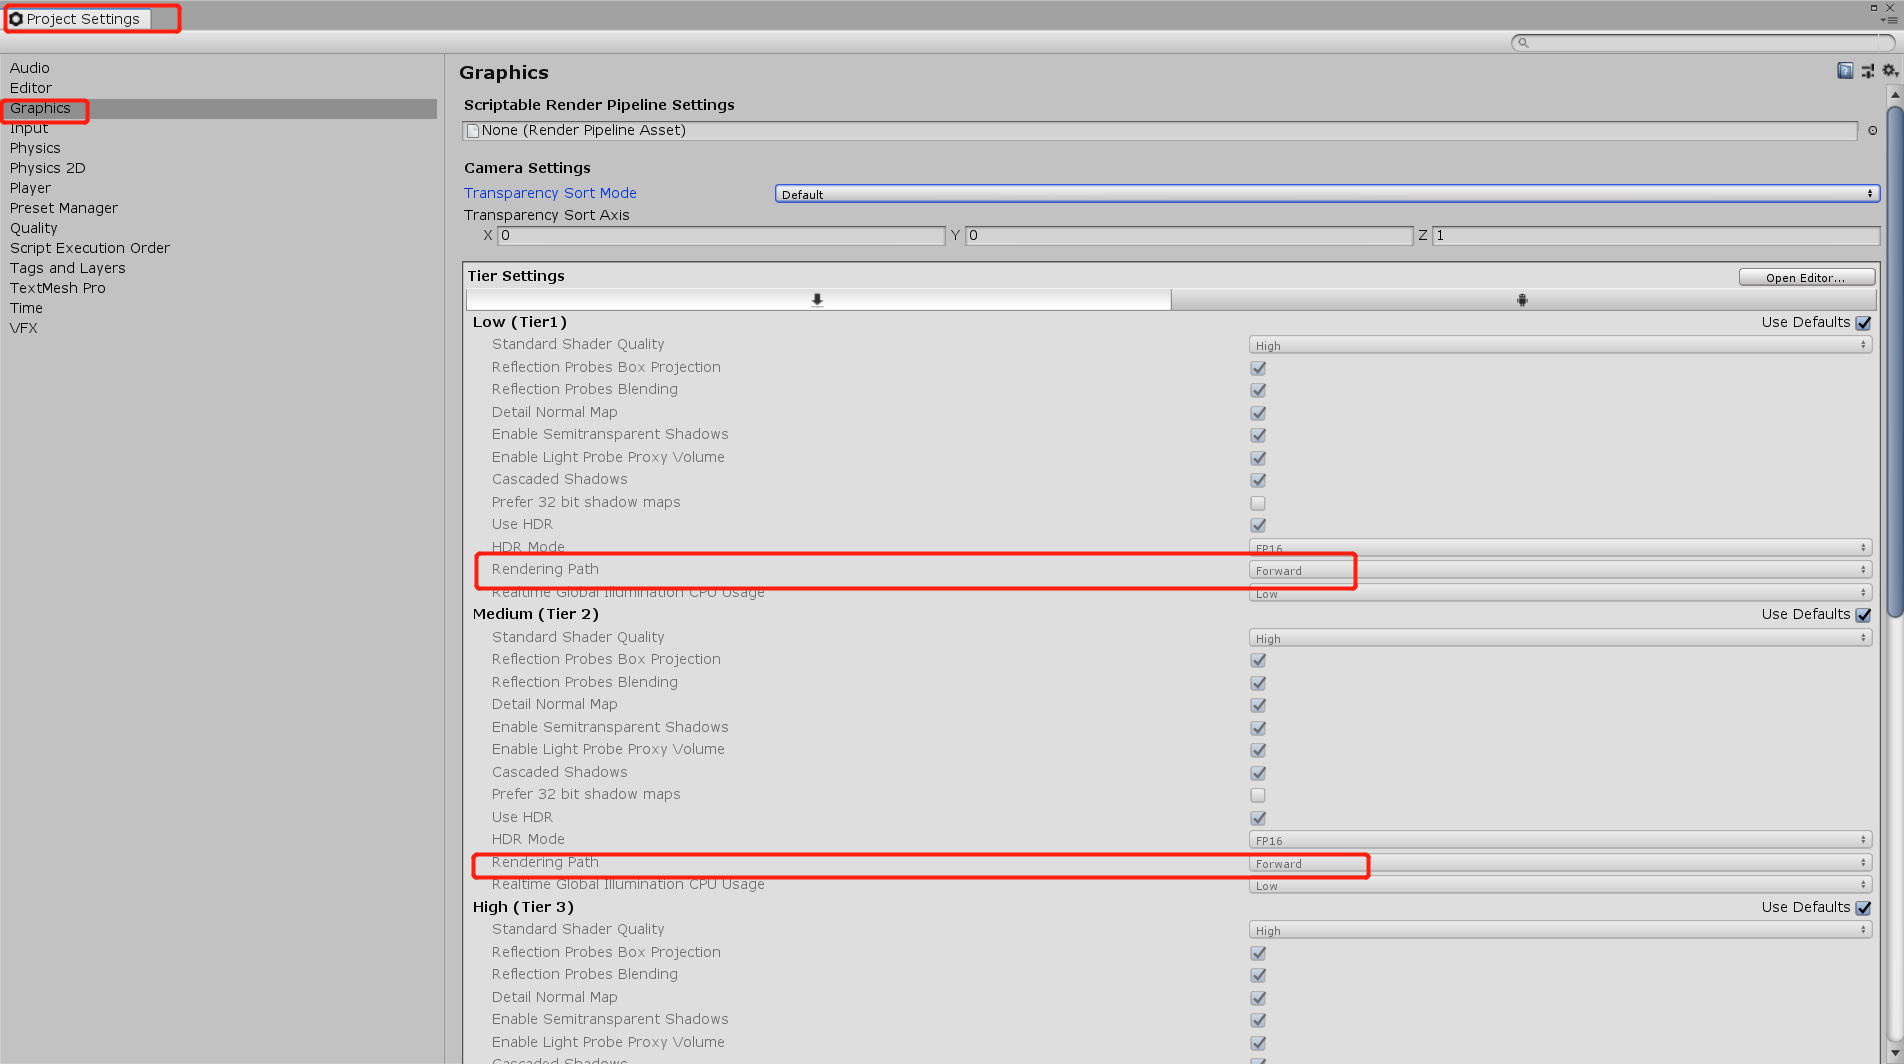 Project Settings
Audio
Editor
Graphics
Input
Physics
Physics 2D
Player
Preset Manager
Quality
Script Execution Order
Tags and Layers
TextMesh Pro
Time
VFX
Graphics
Scriptable Render Pipeline Settings
None (Render Pipeline Asset)
Camera Settings
Transparency Sort Mode Default
Transparency Sort Axis
X 0 Y 0 Z 1
Tier Settings Open Editor...
Low (Tier1) Use Defaults
Standard Shader Quality High
Reflection Probes Box Projection
Reflection Probes Blending
Detail Normal Map
Enable Semitransparent Shadows
Enable Light Probe Proxy Volume
Cascaded Shadows
Prefer 32 bit shadow maps
Use HDR
HDR Mode FP16
Rendering Path Forward
Realtime Global Illumination CPU Usage Low
Medium (Tier 2) Use Defaults
Standard Shader Quality High
Reflection Probes Box Projection
Reflection Probes Blending
Detail Normal Map
Enable Semitransparent Shadows
Enable Light Probe Proxy Volume
Cascaded Shadows
Prefer 32 bit shadow maps
Use HDR
HDR Mode FP16
Rendering Path Forward
Realtime Global Illumination CPU Usage Low
High (Tier 3) Use Defaults
Standard Shader Quality High
Reflection Probes Box Projection
Reflection Probes Blending
Detail Normal Map
Enable Semitransparent Shadows
Enable Light Probe Proxy Volume
Cascaded Shadows